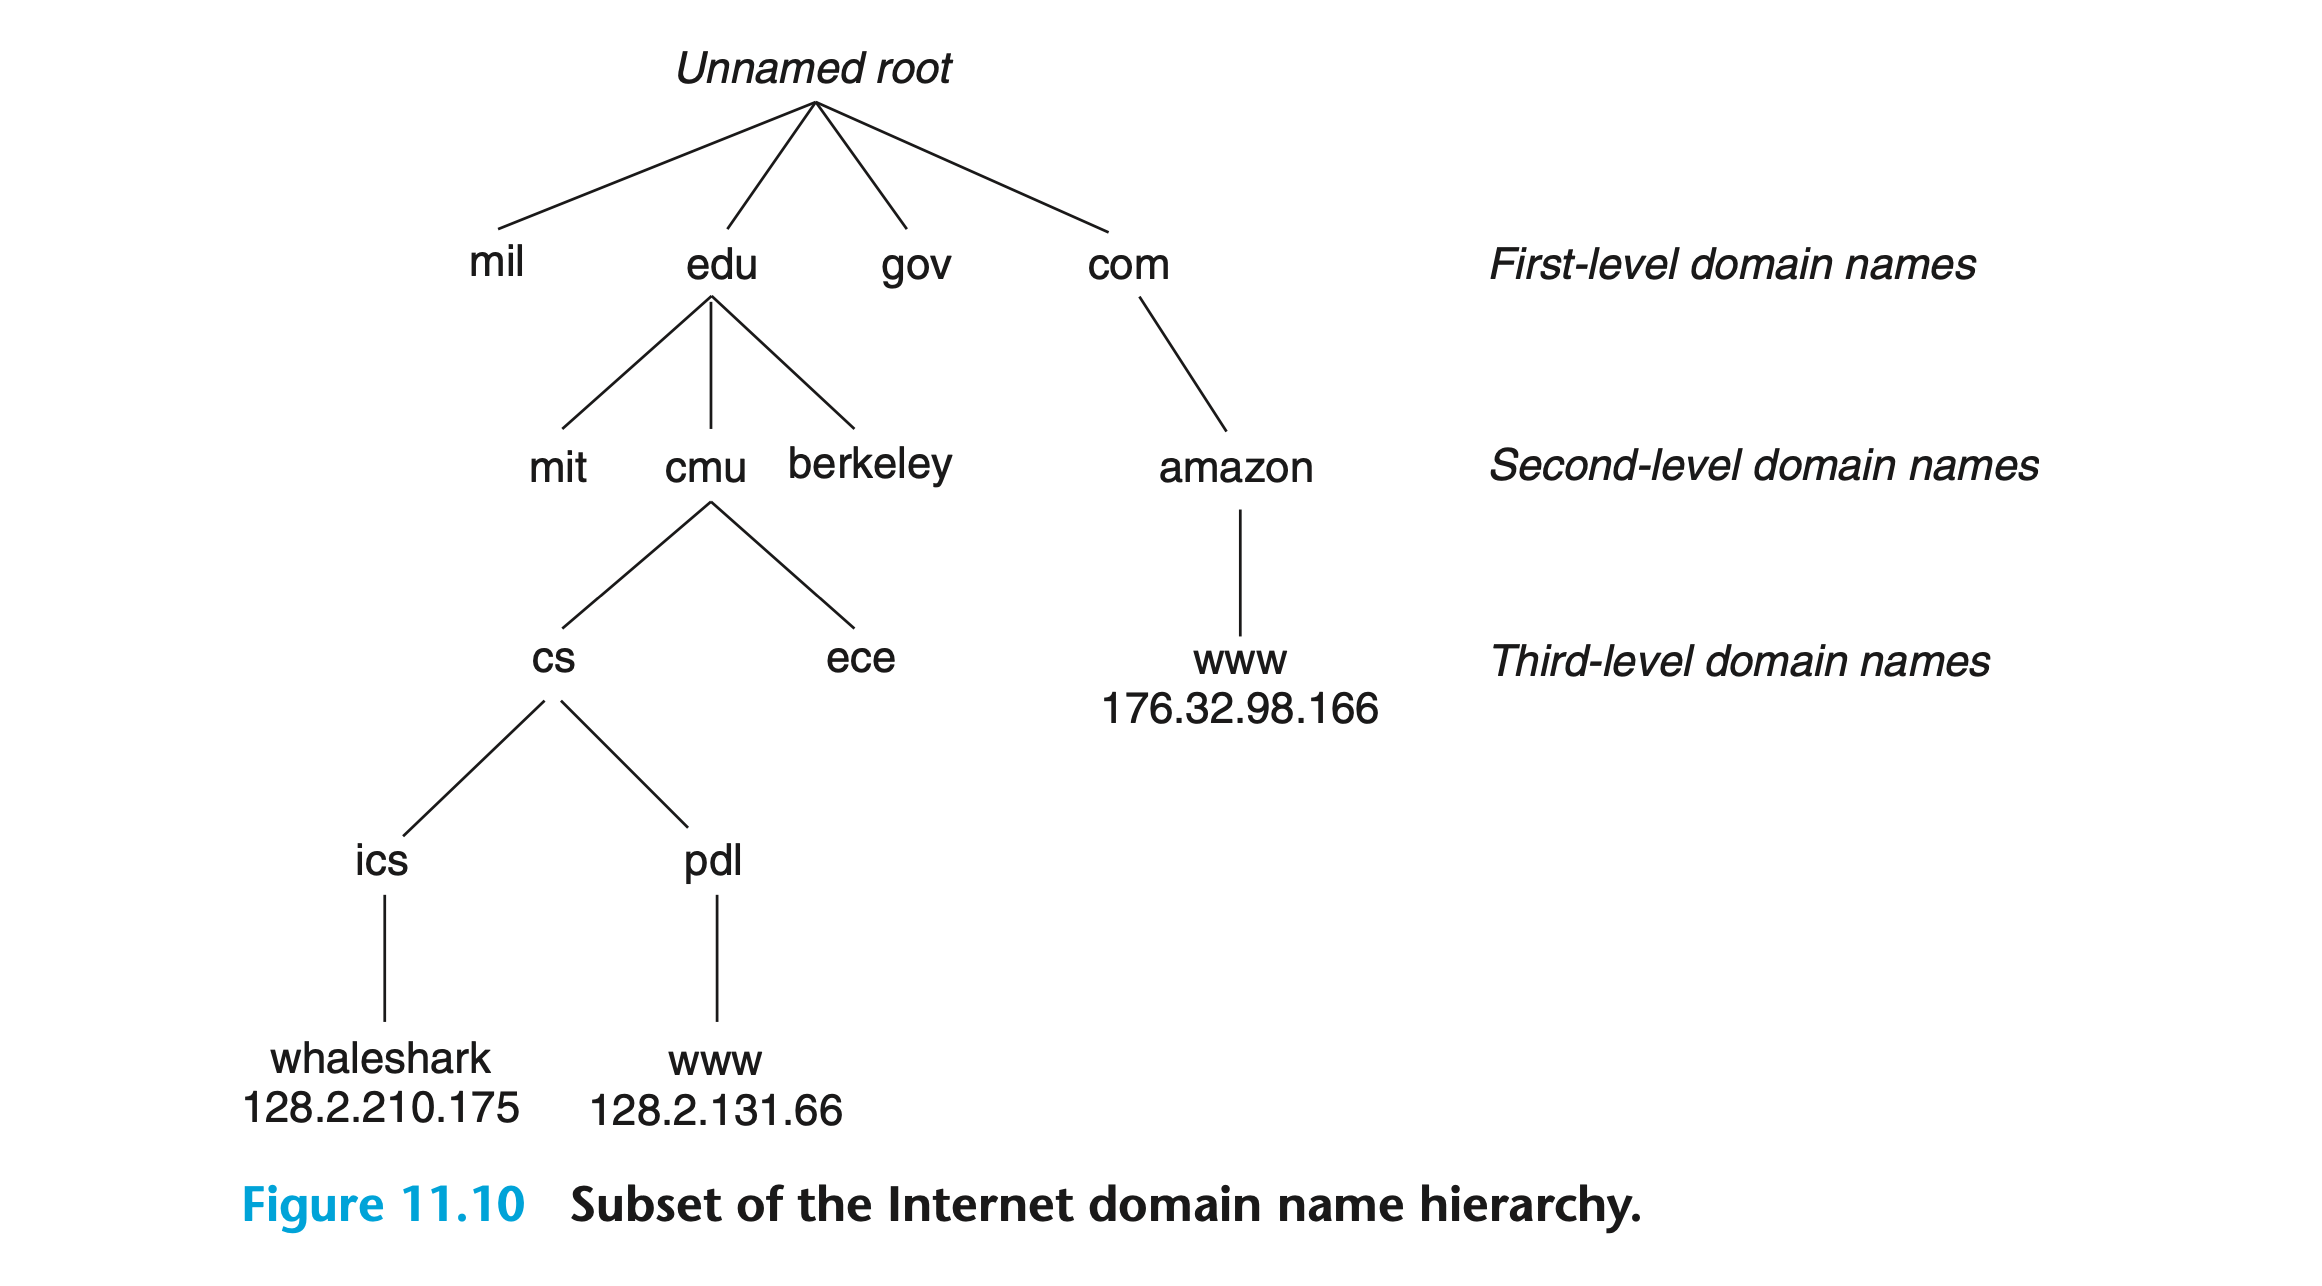 Unnamed root
mil edu gov com First-level domain names
mit cmu berkeley amazon Second-level domain names
cs ece www Third-level domain names
176.32.98.166
ics pdl
whaleshark www
128.2.210.175 128.2.131.66
Figure 11.10 Subset of the Internet domain name hierarchy.